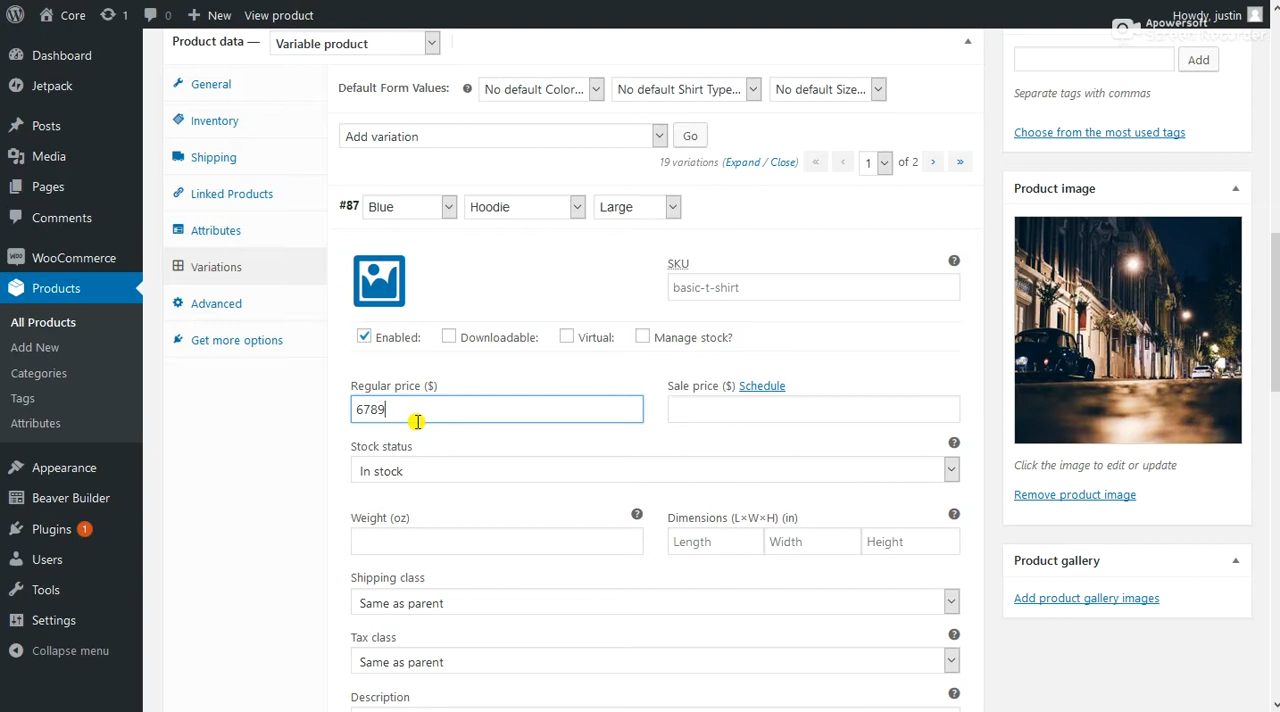 Core
1
0
New
View product
Howdy, justin
Apowersoft
Screen Recorder
Dashboard
Jetpack
Posts
Media
Pages
Comments
WooCommerce
Products
All Products
Add New
Categories
Tags
Attributes
Appearance
Beaver Builder
Plugins 1
Users
Tools
Settings
Collapse menu
Product data — Variable product
General
Inventory
Shipping
Linked Products
Attributes
Variations
Advanced
Get more options
Default Form Values: ? No default Color... No default Shirt Type... No default Size...
Add variation Go
19 variations (Expand / Close) « ‹ 1 of 2 › »
#87 Blue Hoodie Large
SKU ?
basic-t-shirt
Enabled: Downloadable: Virtual: Manage stock?
Regular price ($) Sale price ($) Schedule
6789
Stock status ?
In stock
Weight (oz) ? Dimensions (L×W×H) (in) ?
Length Width Height
Shipping class
Same as parent
Tax class ?
Same as parent
Description ?
Add
Separate tags with commas
Choose from the most used tags
Product image
Click the image to edit or update
Remove product image
Product gallery
Add product gallery images